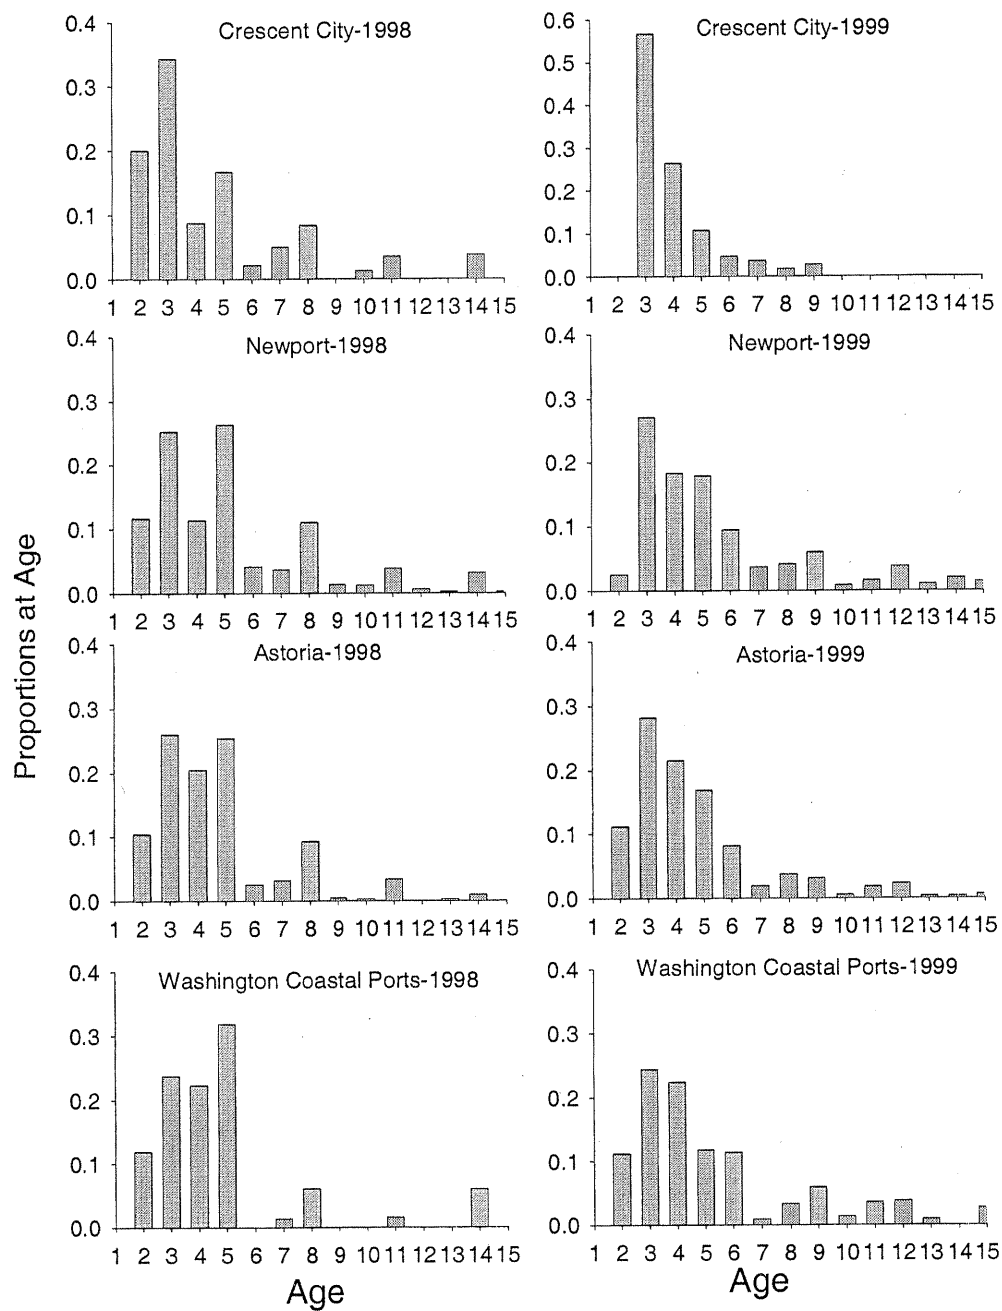 Proportions at Age
Crescent City-1998
0.4
0.3
0.2
0.1
0.0
1 2 3 4 5 6 7 8 9 10 11 12 13 14 15
Crescent City-1999
0.6
0.5
0.4
0.3
0.2
0.1
0.0
1 2 3 4 5 6 7 8 9 10 11 12 13 14 15
Newport-1998
0.4
0.3
0.2
0.1
0.0
1 2 3 4 5 6 7 8 9 10 11 12 13 14 15
Newport-1999
0.4
0.3
0.2
0.1
0.0
1 2 3 4 5 6 7 8 9 10 11 12 13 14 15
Astoria-1998
0.4
0.3
0.2
0.1
0.0
1 2 3 4 5 6 7 8 9 10 11 12 13 14 15
Astoria-1999
0.4
0.3
0.2
0.1
0.0
1 2 3 4 5 6 7 8 9 10 11 12 13 14 15
Washington Coastal Ports-1998
0.4
0.3
0.2
0.1
0.0
1 2 3 4 5 6 7 8 9 10 11 12 13 14 15
Age
Washington Coastal Ports-1999
0.4
0.3
0.2
0.1
0.0
1 2 3 4 5 6 7 8 9 10 11 12 13 14 15
Age